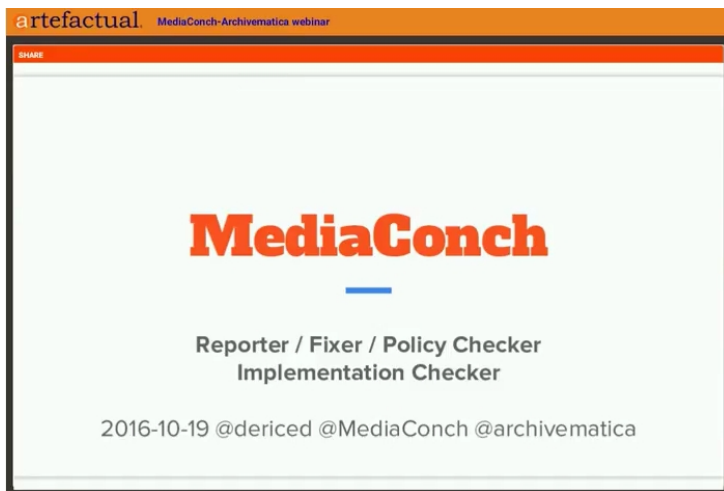 artefactual. MediaConch-Archivematica webinar
SHARE
MediaConch
Reporter / Fixer / Policy Checker
Implementation Checker
2016-10-19 @dericed @MediaConch @archivematica